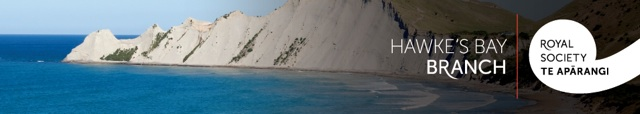 HAWKE'S BAY
BRANCH
ROYAL
SOCIETY
TE APĀRANGI